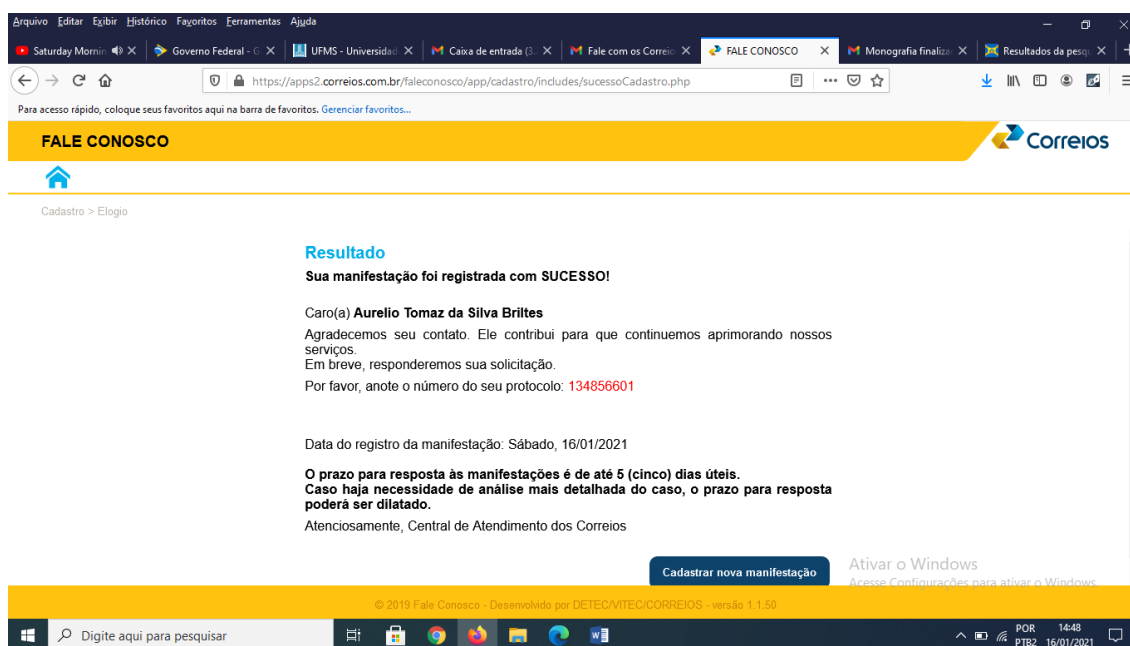 Arquivo Editar Exibir Histórico Favoritos Ferramentas Ajuda
Saturday Mornin
Governo Federal - G
UFMS - Universidad
Caixa de entrada (3..
Fale com os Correio
FALE CONOSCO
Monografia finaliza
Resultados da pesqu
https://apps2.correios.com.br/faleconosco/app/cadastro/includes/sucessoCadastro.php
Para acesso rápido, coloque seus favoritos aqui na barra de favoritos. Gerenciar favoritos...
FALE CONOSCO
Correios
Cadastro > Elogio
Resultado
Sua manifestação foi registrada com SUCESSO!
Caro(a) Aurelio Tomaz da Silva Briltes
Agradecemos seu contato. Ele contribui para que continuemos aprimorando nossos
serviços.
Em breve, responderemos sua solicitação.
Por favor, anote o número do seu protocolo: 134856601
Data do registro da manifestação: Sábado, 16/01/2021
O prazo para resposta às manifestações é de até 5 (cinco) dias úteis.
Caso haja necessidade de análise mais detalhada do caso, o prazo para resposta
poderá ser dilatado.
Atenciosamente, Central de Atendimento dos Correios
Cadastrar nova manifestação
Ativar o Windows
Acesse Configurações para ativar o Windows.
© 2019 Fale Conosco - Desenvolvido por DETEC/VITEC/CORREIOS - versão 1.1.50
Digite aqui para pesquisar
POR
PTB2
14:48
16/01/2021